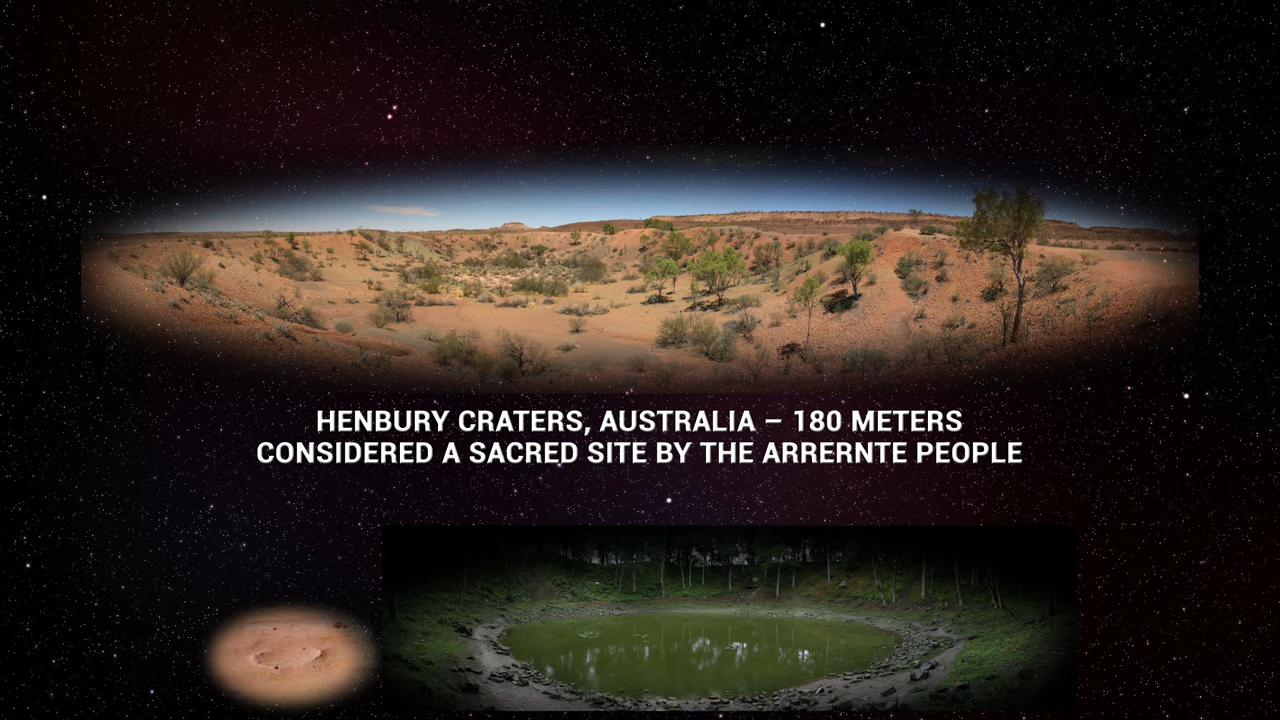 HENBURY CRATERS, AUSTRALIA – 180 METERS
CONSIDERED A SACRED SITE BY THE ARRERNTE PEOPLE